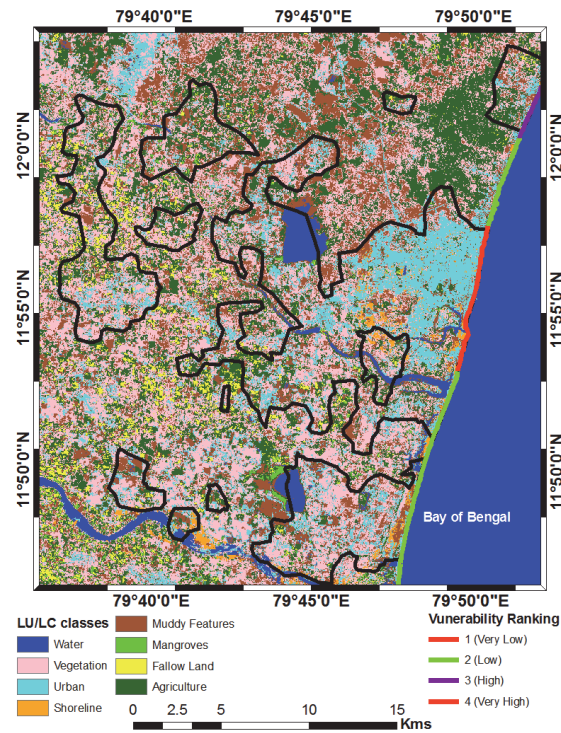 79°40'0"E 79°45'0"E 79°50'0"E
12°0'0"N 12°0'0"N
11°55'0"N 11°55'0"N
11°50'0"N 11°50'0"N
Bay of Bengal
79°40'0"E 79°45'0"E 79°50'0"E
LU/LC classes
Water
Vegetation
Urban
Shoreline
Muddy Features
Mangroves
Fallow Land
Agriculture
Vunerability Ranking
1 (Very Low)
2 (Low)
3 (High)
4 (Very High)
0 2.5 5 10 15
Kms